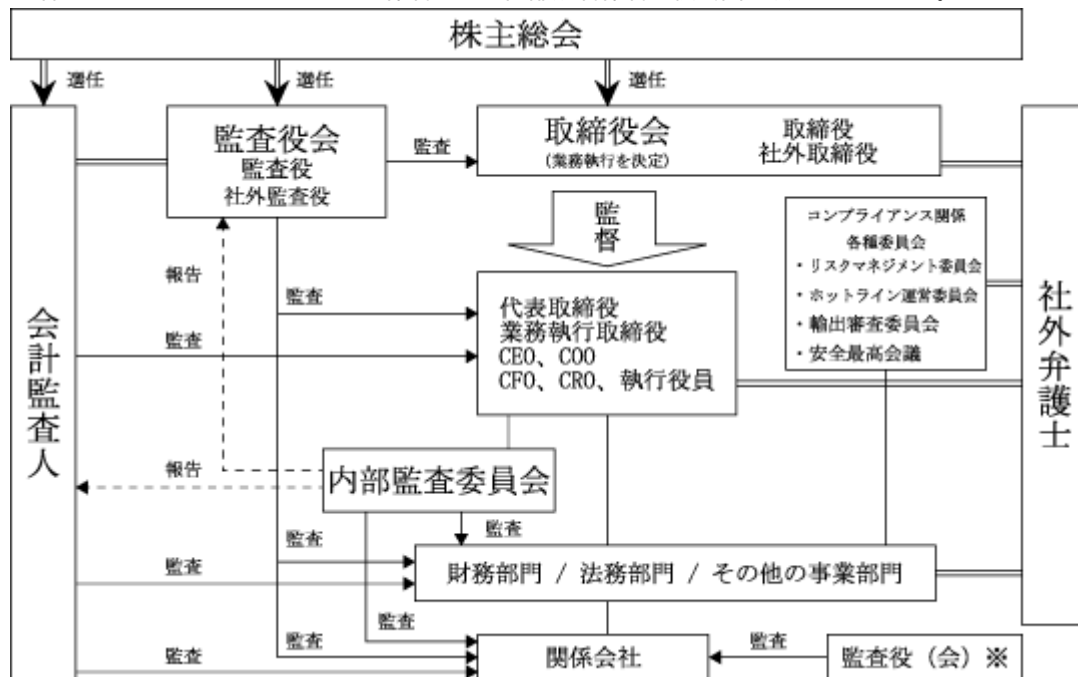 株主総会
選任
選任
選任
監査役会
監査役
社外監査役
監査
取締役会
(業務執行を決定)
取締役
社外取締役
監督
コンプライアンス関係
各種委員会
・リスクマネジメント委員会
・ホットライン運営委員会
・輸出審査委員会
・安全最高会議
会計監査人
社外弁護士
報告
監査
監査
代表取締役
業務執行取締役
CEO、COO
CFO、CRO、執行役員
報告
内部監査委員会
監査
監査
監査
財務部門 / 法務部門 / その他の事業部門
監査
監査
監査
関係会社
監査
監査役（会）※